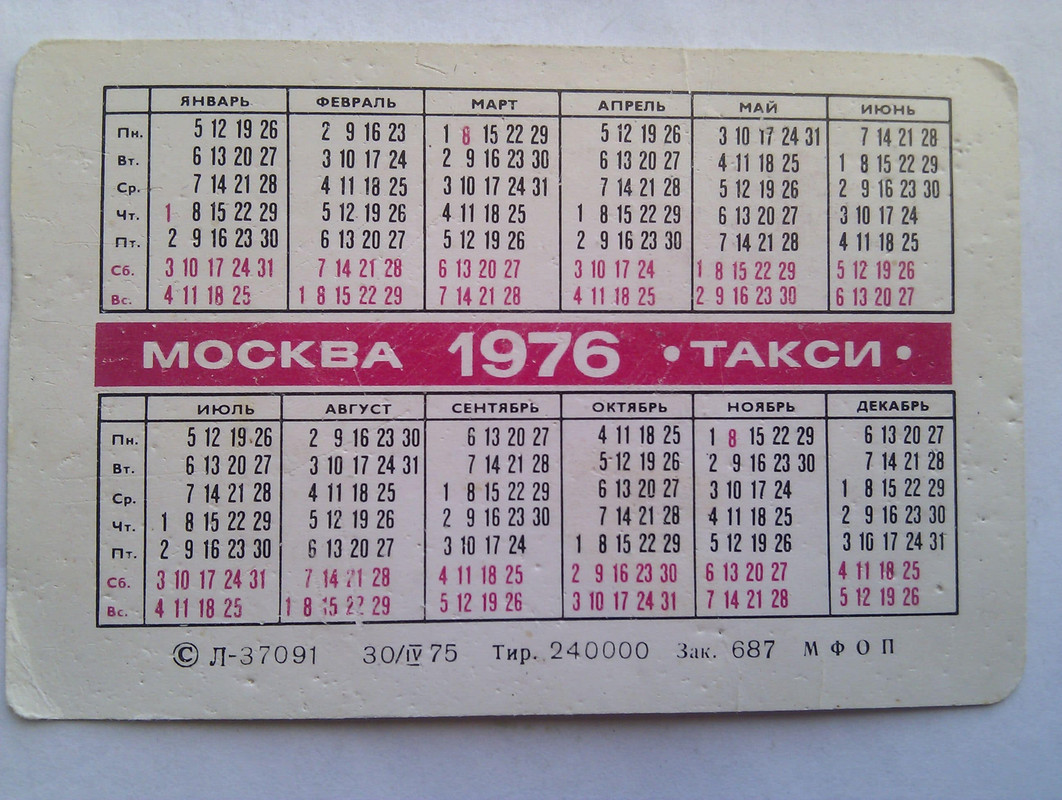 ЯНВАРЬ ФЕВРАЛЬ МАРТ АПРЕЛЬ МАЙ ИЮНЬ
Пн. 5 12 19 26 2 9 16 23 1 8 15 22 29 5 12 19 26 3 10 17 24 31 7 14 21 28
Вт. 6 13 20 27 3 10 17 24 2 9 16 23 30 6 13 20 27 4 11 18 25 1 8 15 22 29
Ср. 7 14 21 28 4 11 18 25 3 10 17 24 31 7 14 21 28 5 12 19 26 2 9 16 23 30
Чт. 1 8 15 22 29 5 12 19 26 4 11 18 25 1 8 15 22 29 6 13 20 27 3 10 17 24
Пт. 2 9 16 23 30 6 13 20 27 5 12 19 26 2 9 16 23 30 7 14 21 28 4 11 18 25
Сб. 3 10 17 24 31 7 14 21 28 6 13 20 27 3 10 17 24 1 8 15 22 29 5 12 19 26
Вс. 4 11 18 25 1 8 15 22 29 7 14 21 28 4 11 18 25 2 9 16 23 30 6 13 20 27
МОСКВА 1976 • ТАКСИ •
ИЮЛЬ АВГУСТ СЕНТЯБРЬ ОКТЯБРЬ НОЯБРЬ ДЕКАБРЬ
Пн. 5 12 19 26 2 9 16 23 30 6 13 20 27 4 11 18 25 1 8 15 22 29 6 13 20 27
Вт. 6 13 20 27 3 10 17 24 31 7 14 21 28 5 12 19 26 2 9 16 23 30 7 14 21 28
Ср. 7 14 21 28 4 11 18 25 1 8 15 22 29 6 13 20 27 3 10 17 24 1 8 15 22 29
Чт. 1 8 15 22 29 5 12 19 26 2 9 16 23 30 7 14 21 28 4 11 18 25 2 9 16 23 30
Пт. 2 9 16 23 30 6 13 20 27 3 10 17 24 1 8 15 22 29 5 12 19 26 3 10 17 24 31
Сб. 3 10 17 24 31 7 14 21 28 4 11 18 25 2 9 16 23 30 6 13 20 27 4 11 18 25
Вс. 4 11 18 25 1 8 15 22 29 5 12 19 26 3 10 17 24 31 7 14 21 28 5 12 19 26
© Л-37091 30/IV 75 Тир. 240000 Зак. 687 МФОП